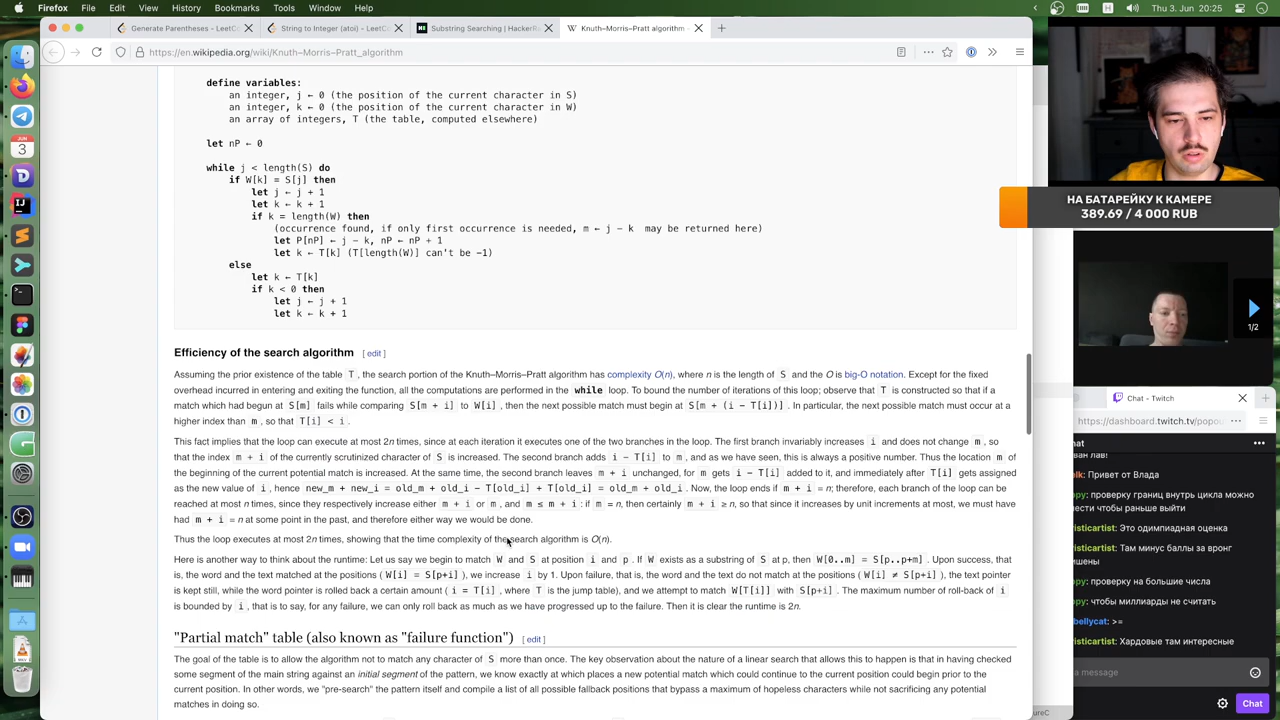 Firefox File Edit View History Bookmarks Tools Window Help
Generate Parentheses - LeetC
String to Integer (atoi) - LeetC
Substring Searching | HackerR
Knuth–Morris–Pratt algorithm -
https://en.wikipedia.org/wiki/Knuth–Morris–Pratt_algorithm
define variables:
an integer, j ← 0 (the position of the current character in S)
an integer, k ← 0 (the position of the current character in W)
an array of integers, T (the table, computed elsewhere)
let nP ← 0
while j < length(S) do
if W[k] = S[j] then
let j ← j + 1
let k ← k + 1
if k = length(W) then
(occurrence found, if only first occurrence is needed, m ← j - k may be returned here)
let P[nP] ← j - k, nP ← nP + 1
let k ← T[k] (T[length(W)] can't be -1)
else
let k ← T[k]
if k < 0 then
let j ← j + 1
let k ← k + 1
Efficiency of the search algorithm [ edit ]
Assuming the prior existence of the table T , the search portion of the Knuth–Morris–Pratt algorithm has complexity O(n), where n is the length of S and the O is big-O notation. Except for the fixed
overhead incurred in entering and exiting the function, all the computations are performed in the while loop. To bound the number of iterations of this loop; observe that T is constructed so that if a
match which had begun at S[m] fails while comparing S[m + i] to W[i] , then the next possible match must begin at S[m + (i - T[i])] . In particular, the next possible match must occur at a
higher index than m , so that T[i] < i .
This fact implies that the loop can execute at most 2n times, since at each iteration it executes one of the two branches in the loop. The first branch invariably increases i and does not change m , so
that the index m + i of the currently scrutinized character of S is increased. The second branch adds i - T[i] to m , and as we have seen, this is always a positive number. Thus the location m of
the beginning of the current potential match is increased. At the same time, the second branch leaves m + i unchanged, for m gets i - T[i] added to it, and immediately after T[i] gets assigned
as the new value of i , hence new_m + new_i = old_m + old_i - T[old_i] + T[old_i] = old_m + old_i . Now, the loop ends if m + i = n; therefore, each branch of the loop can be
reached at most n times, since they respectively increase either m + i or m , and m ≤ m + i : if m = n, then certainly m + i ≥ n, so that since it increases by unit increments at most, we must have
had m + i = n at some point in the past, and therefore either way we would be done.
Thus the loop executes at most 2n times, showing that the time complexity of the search algorithm is O(n).
Here is another way to think about the runtime: Let us say we begin to match W and S at position i and p . If W exists as a substring of S at p, then W[0..m] = S[p..p+m] . Upon success, that
is, the word and the text matched at the positions ( W[i] = S[p+i] ), we increase i by 1. Upon failure, that is, the word and the text do not match at the positions ( W[i] ≠ S[p+i] ), the text pointer
is kept still, while the word pointer is rolled back a certain amount ( i = T[i] , where T is the jump table), and we attempt to match W[T[i]] with S[p+i] . The maximum number of roll-back of i
is bounded by i , that is to say, for any failure, we can only roll back as much as we have progressed up to the failure. Then it is clear the runtime is 2n.
"Partial match" table (also known as "failure function") [ edit ]
The goal of the table is to allow the algorithm not to match any character of S more than once. The key observation about the nature of a linear search that allows this to happen is that in having checked
some segment of the main string against an initial segment of the pattern, we know exactly at which places a new potential match which could continue to the current position could begin prior to the
current position. In other words, we "pre-search" the pattern itself and compile a list of all possible fallback positions that bypass a maximum of hopeless characters while not sacrificing any potential
matches in doing so.
JUN
3
НА БАТАРЕЙКУ К КАМЕРЕ
389.69 / 4 000 RUB
1/2
Chat – Twitch
https://dashboard.twitch.tv/popou
hat
ван лав!
elk: Привет от Влада
opy: проверку границ внутрь цикла можно
нести чтобы раньше выйти
visticartist: Это олимпиадная оценка
visticartist: Там минус баллы за вронг
мишены
opy: проверку на большие числа
opy: чтобы миллиарды не считать
bellycat: >=
visticartist: Хардовые там интересные
a message
Chat
ureC